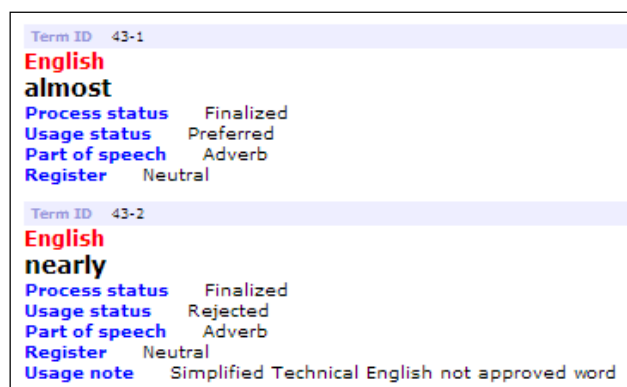 Term ID 43-1
English
almost
Process status Finalized
Usage status Preferred
Part of speech Adverb
Register Neutral
Term ID 43-2
English
nearly
Process status Finalized
Usage status Rejected
Part of speech Adverb
Register Neutral
Usage note Simplified Technical English not approved word